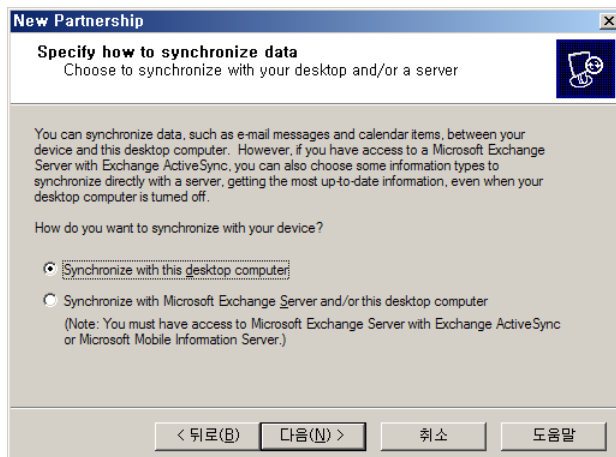 New Partnership
Specify how to synchronize data
Choose to synchronize with your desktop and/or a server
You can synchronize data, such as e-mail messages and calendar items, between your
device and this desktop computer. However, if you have access to a Microsoft Exchange
Server with Exchange ActiveSync, you can also choose some information types to
synchronize directly with a server, getting the most up-to-date information, even when your
desktop computer is turned off.
How do you want to synchronize with your device?
Synchronize with this desktop computer
Synchronize with Microsoft Exchange Server and/or this desktop computer
(Note: You must have access to Microsoft Exchange Server with Exchange ActiveSync
or Microsoft Mobile Information Server.)
< 뒤로(B) 다음(N) > 취소 도움말